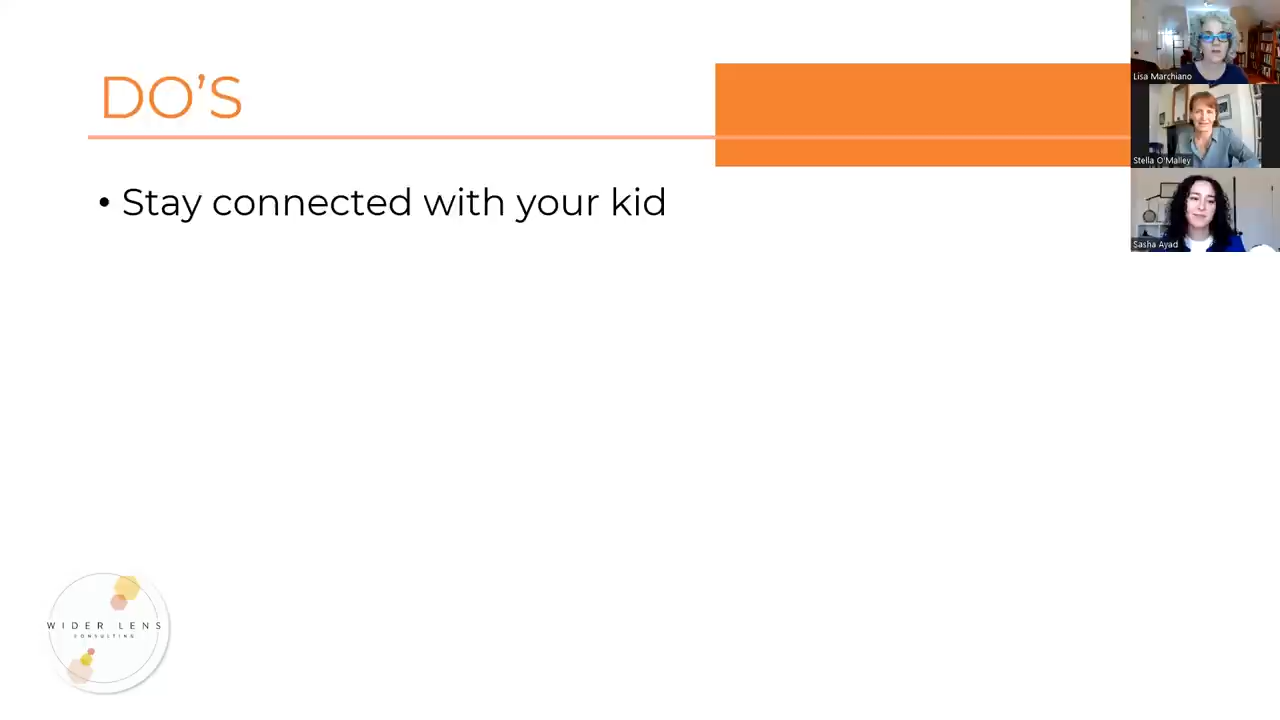 DO’S
• Stay connected with your kid
Lisa Marchiano
Stella O'Malley
Sasha Ayad
WIDER LENS
CONSULTING